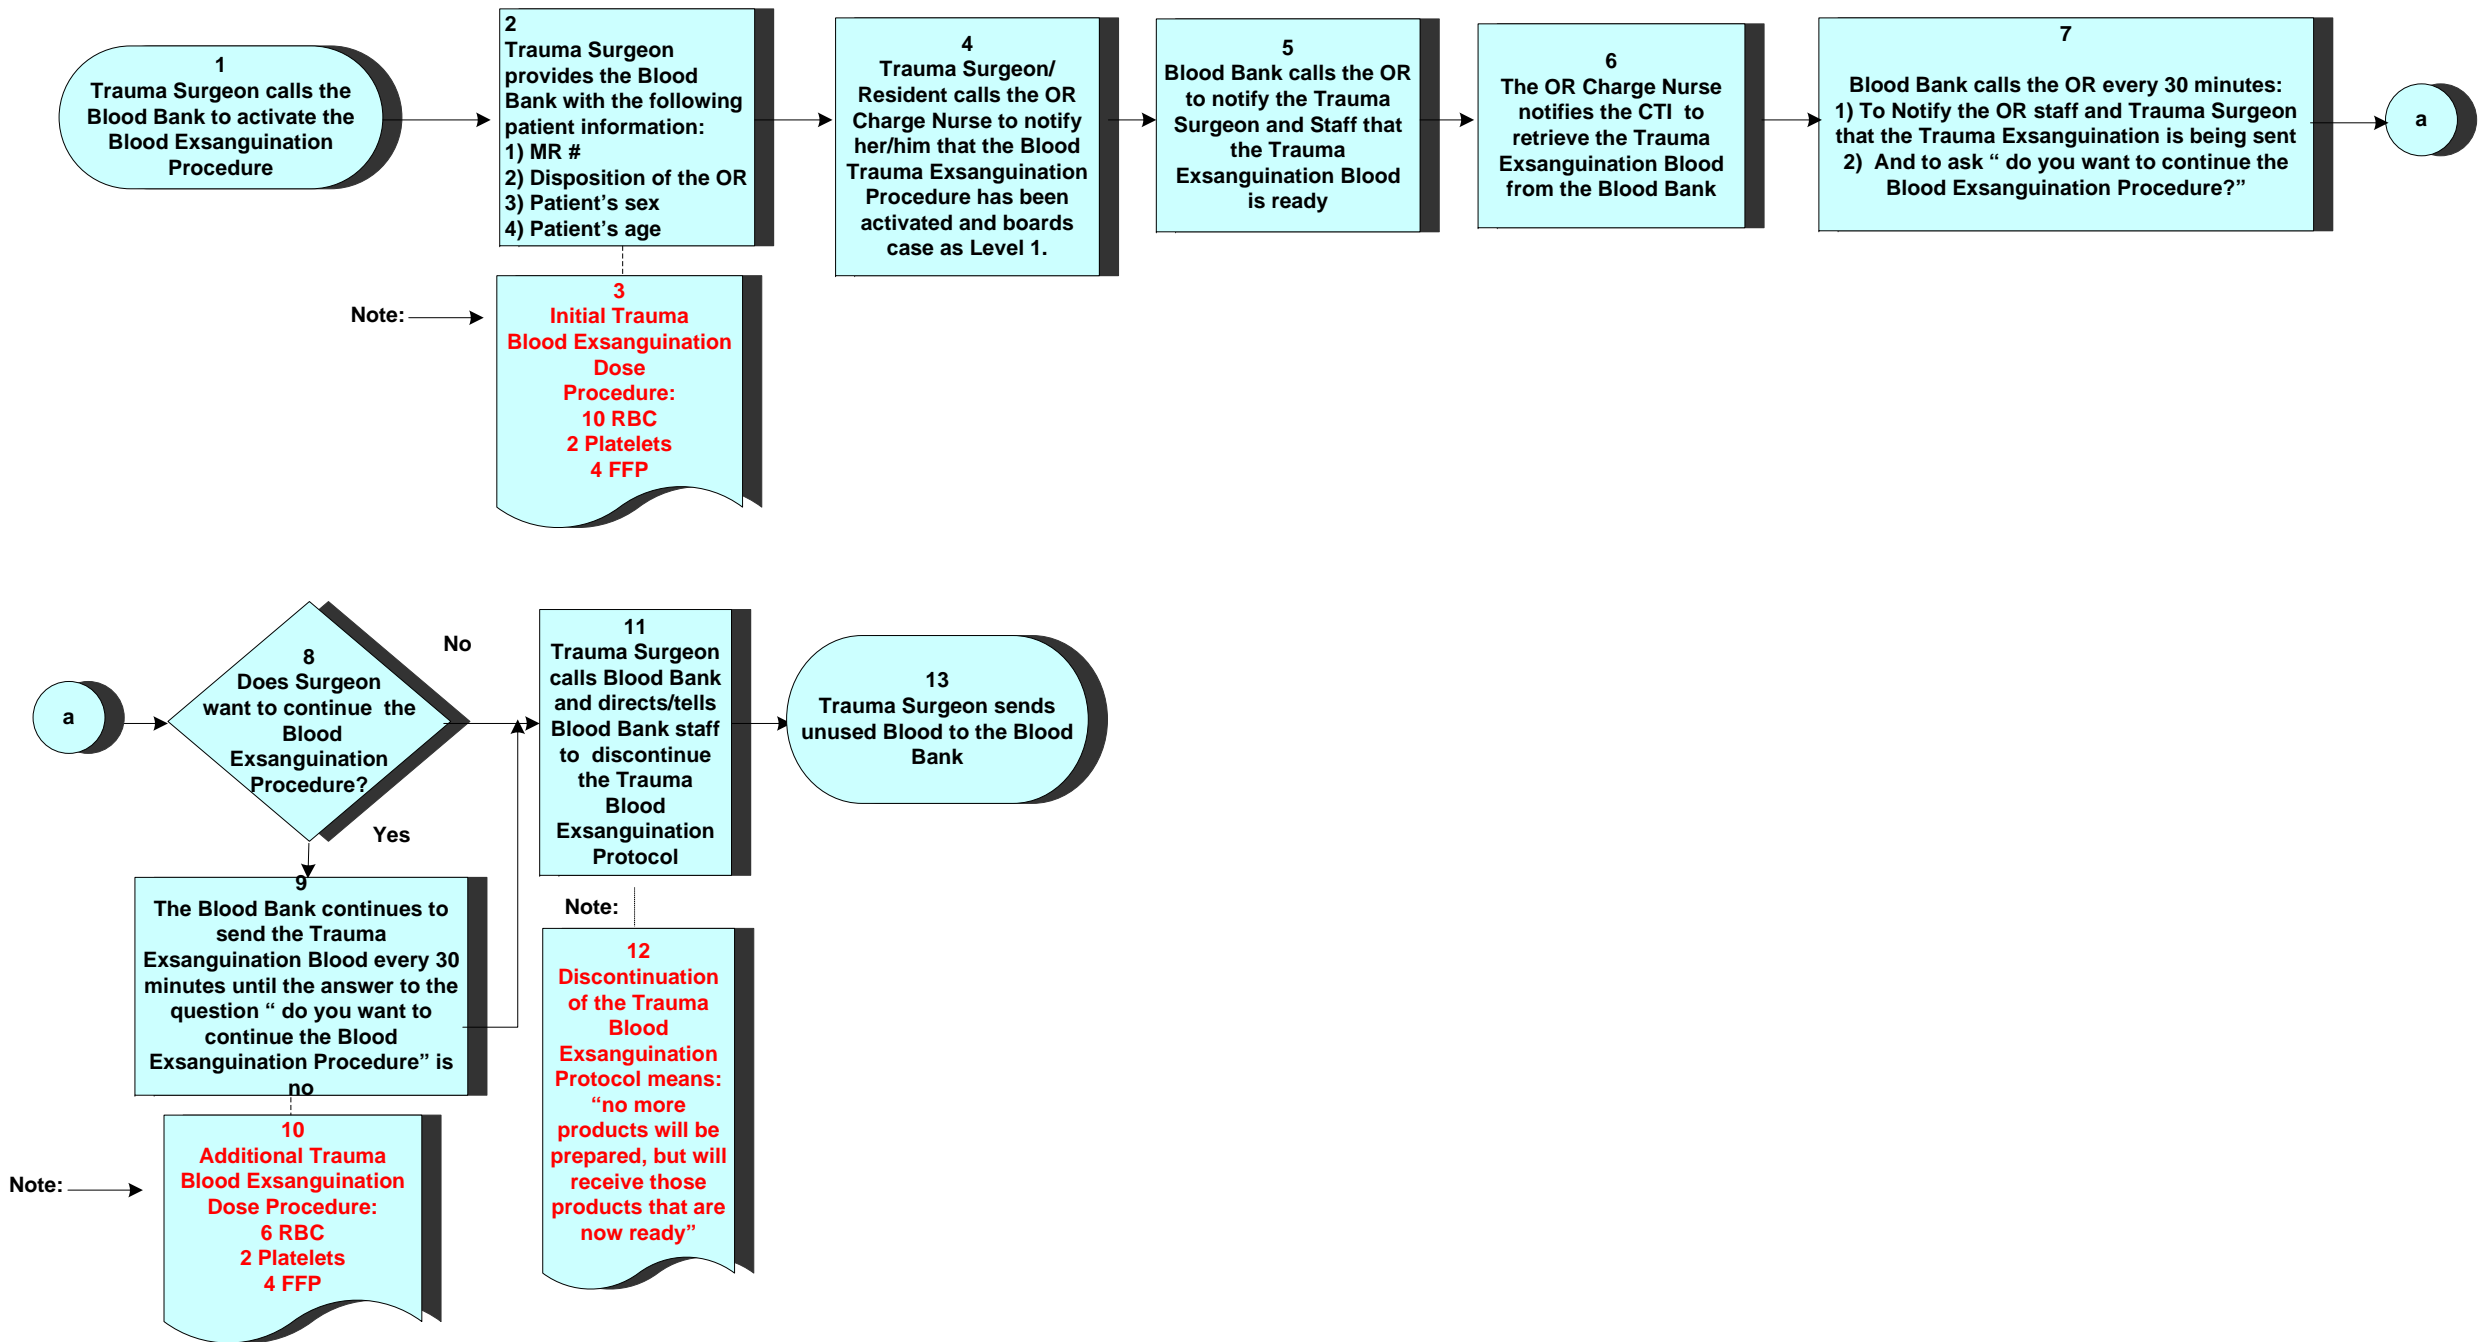 1
Trauma Surgeon calls the
Blood Bank to activate the
Blood Exsanguination
Procedure
2
Trauma Surgeon
provides the Blood
Bank with the following
patient information:
1) MR #
2) Disposition of the OR
3) Patient’s sex
4) Patient’s age
Note:
3
Initial Trauma
Blood Exsanguination
Dose
Procedure:
10 RBC
2 Platelets
4 FFP
4
Trauma Surgeon/
Resident calls the OR
Charge Nurse to notify
her/him that the Blood
Trauma Exsanguination
Procedure has been
activated and boards
case as Level 1.
5
Blood Bank calls the OR
to notify the Trauma
Surgeon and Staff that
the Trauma
Exsanguination Blood
is ready
6
The OR Charge Nurse
notifies the CTI to
retrieve the Trauma
Exsanguination Blood
from the Blood Bank
7
Blood Bank calls the OR every 30 minutes:
1) To Notify the OR staff and Trauma Surgeon
that the Trauma Exsanguination is being sent
2) And to ask “ do you want to continue the
Blood Exsanguination Procedure?”
a
a
8
Does Surgeon
want to continue the
Blood
Exsanguination
Procedure?
No
Yes
9
The Blood Bank continues to
send the Trauma
Exsanguination Blood every 30
minutes until the answer to the
question “ do you want to
continue the Blood
Exsanguination Procedure” is
no
Note:
10
Additional Trauma
Blood Exsanguination
Dose Procedure:
6 RBC
2 Platelets
4 FFP
11
Trauma Surgeon
calls Blood Bank
and directs/tells
Blood Bank staff
to discontinue
the Trauma
Blood
Exsanguination
Protocol
Note:
12
Discontinuation
of the Trauma
Blood
Exsanguination
Protocol means:
“no more
products will be
prepared, but will
receive those
products that are
now ready”
13
Trauma Surgeon sends
unused Blood to the Blood
Bank